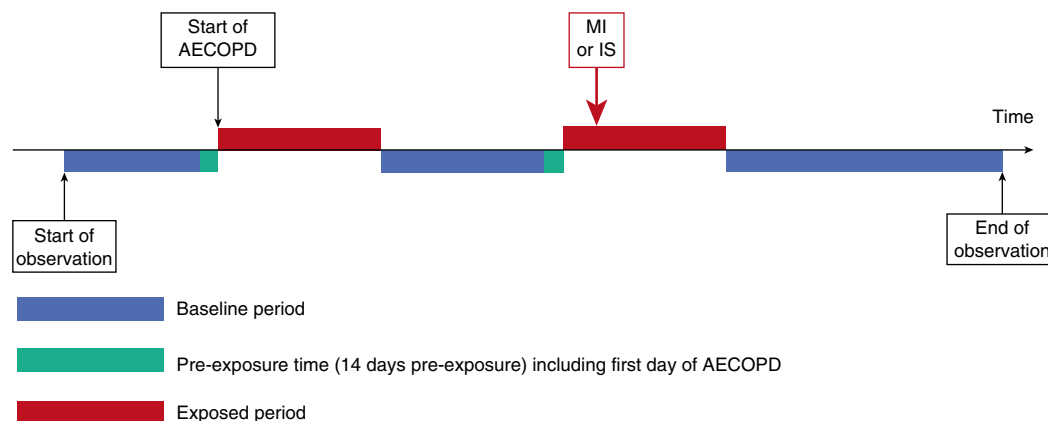 Start of
AECOPD
MI
or IS
Time
Start of
observation
End of
observation
Baseline period
Pre-exposure time (14 days pre-exposure) including first day of AECOPD
Exposed period